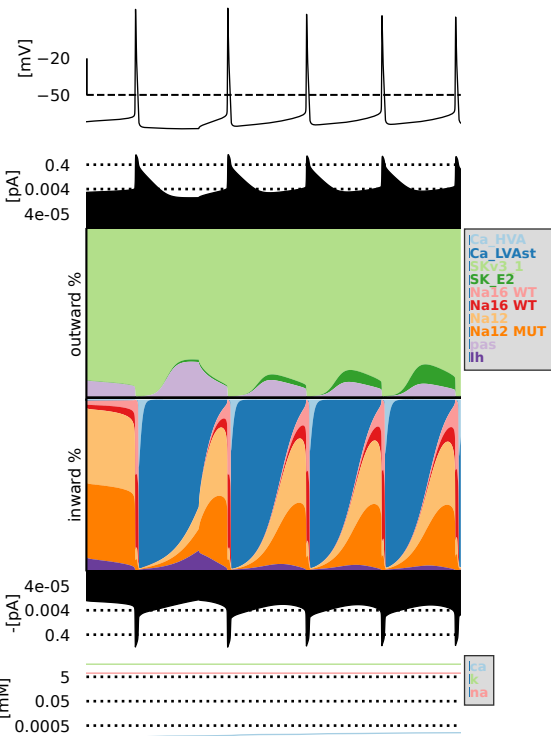 [mV]
−20
−50
[pA]
0.4
0.004
4e-05
outward %
Ca_HVA
Ca_LVAst
SKv3_1
SK_E2
Na16 WT
Na16 WT
Na12
Na12 MUT
pas
Ih
inward %
-[pA]
4e-05
0.004
0.4
[mM]
5
0.05
0.0005
ca
k
na